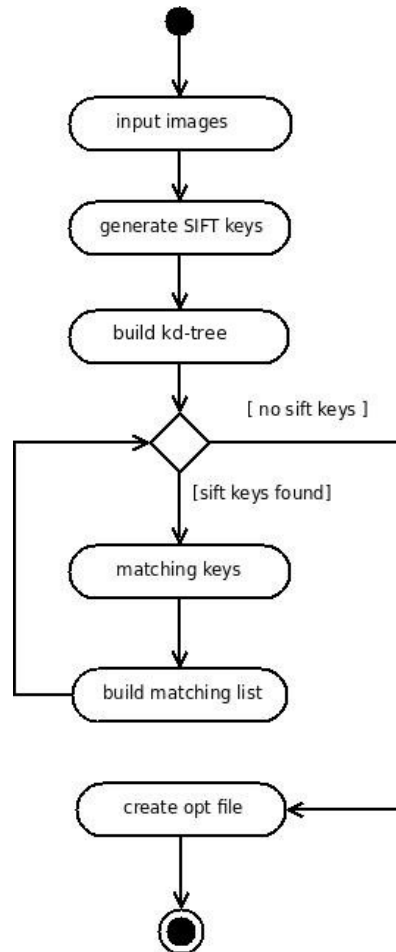 input images
generate SIFT keys
build kd-tree
[ no sift keys ]
[sift keys found]
matching keys
build matching list
create opt file